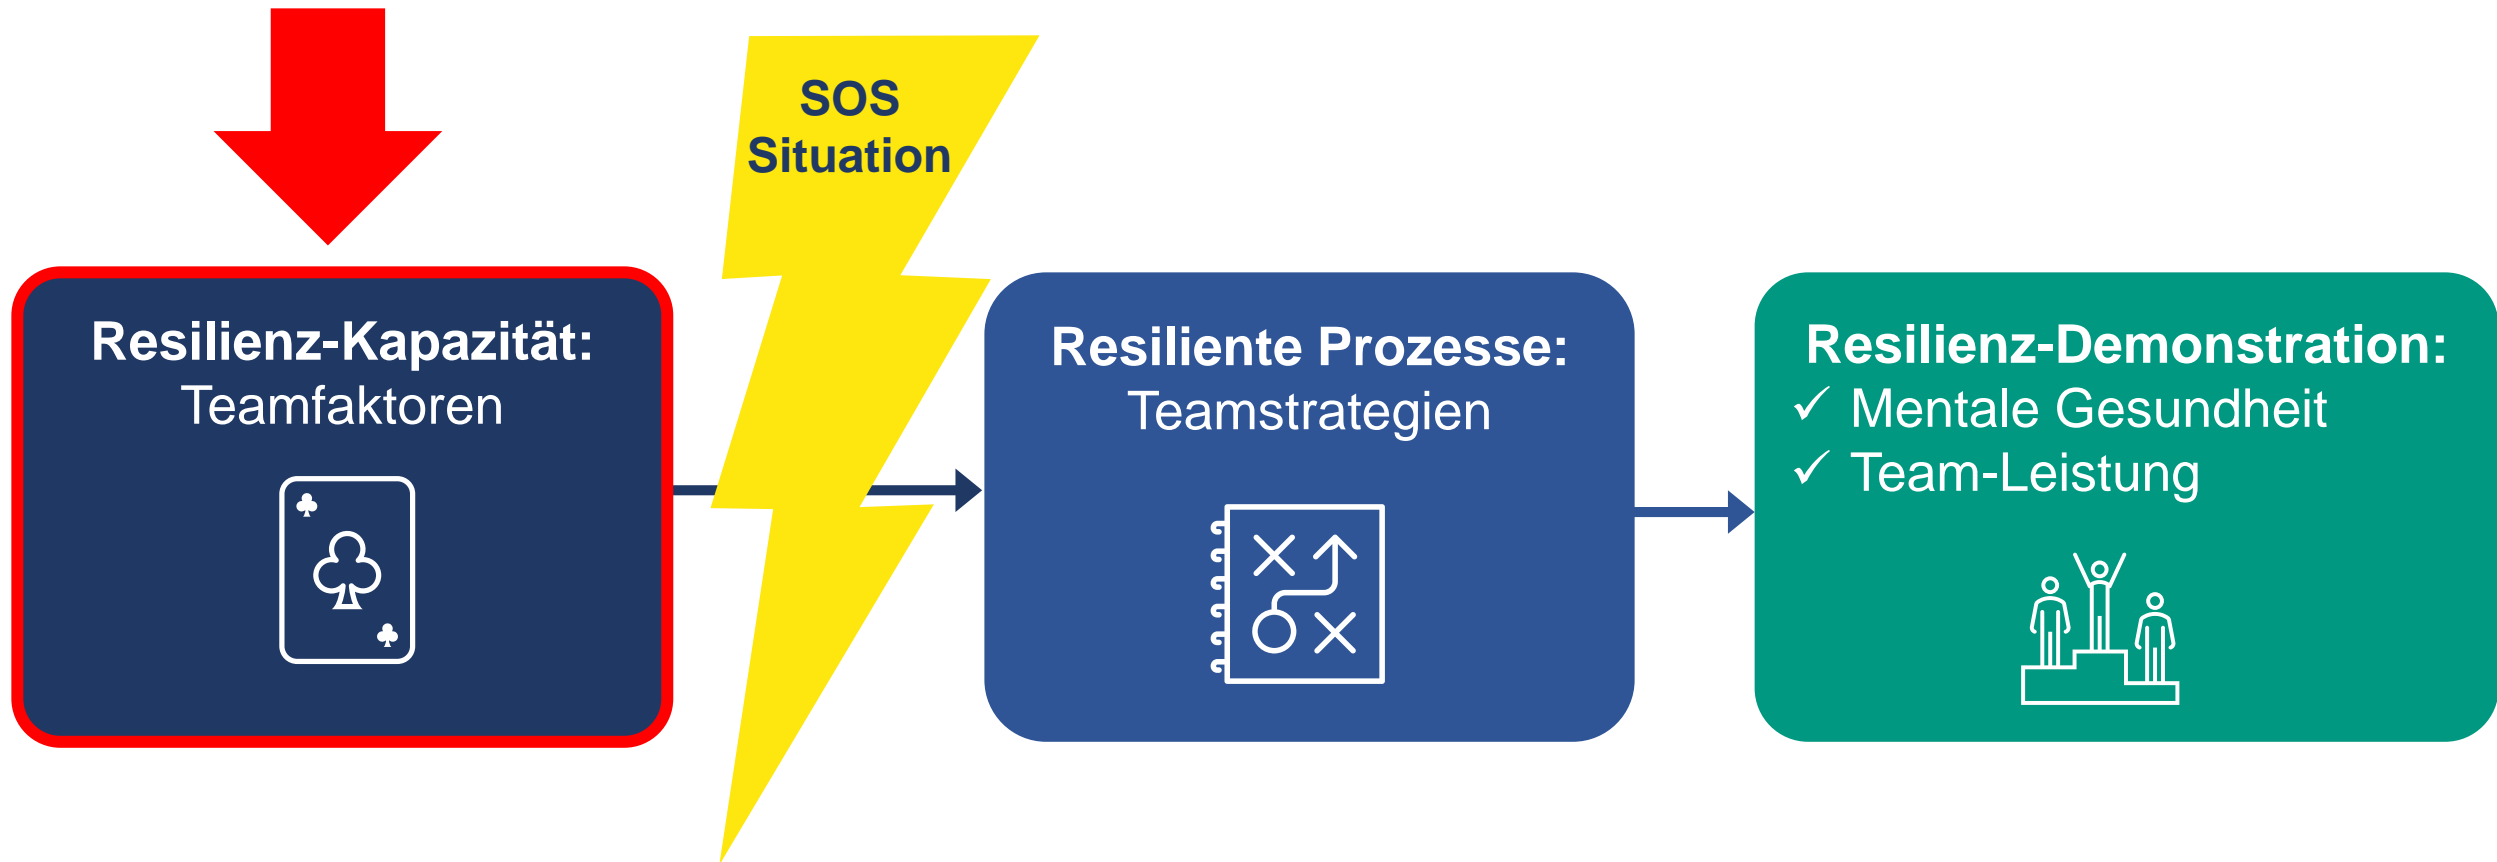 SOS
Situation
Resilienz-Kapazität:
Teamfaktoren
Resiliente Prozesse:
Teamstrategien
Resilienz-Demonstration:
✓ Mentale Gesundheit
✓ Team-Leistung